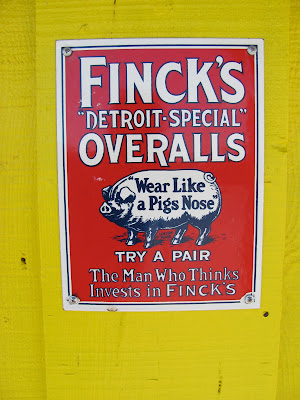 FINCK'S
"DETROIT-SPECIAL"
OVERALLS
"Wear Like
a Pigs Nose"
TRY A PAIR
The Man Who Thinks
Invests in FINCK'S